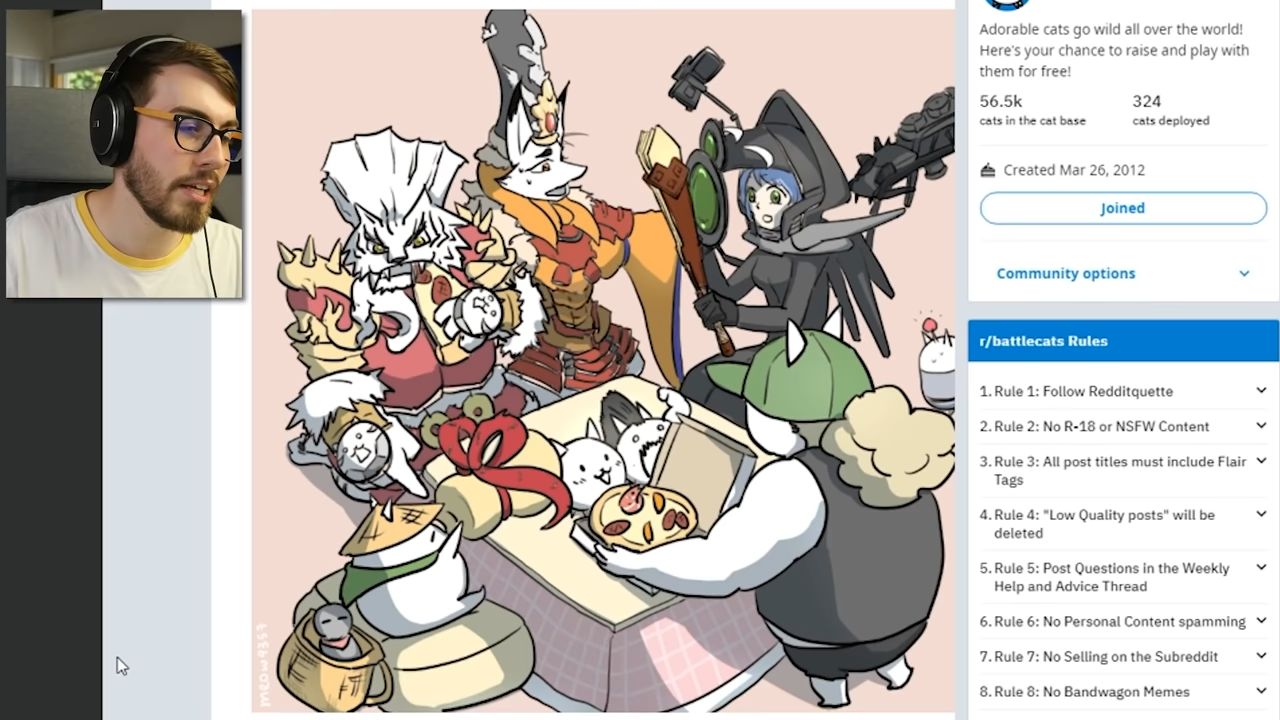 Adorable cats go wild all over the world!
Here's your chance to raise and play with
them for free!
56.5k
324
cats in the cat base
cats deployed
Created Mar 26, 2012
Joined
Community options
r/battlecats Rules
1. Rule 1: Follow Redditquette
2. Rule 2: No R-18 or NSFW Content
3. Rule 3: All post titles must include Flair
Tags
4. Rule 4: "Low Quality posts" will be
deleted
5. Rule 5: Post Questions in the Weekly
Help and Advice Thread
6. Rule 6: No Personal Content spamming
7. Rule 7: No Selling on the Subreddit
8. Rule 8: No Bandwagon Memes
meow9357